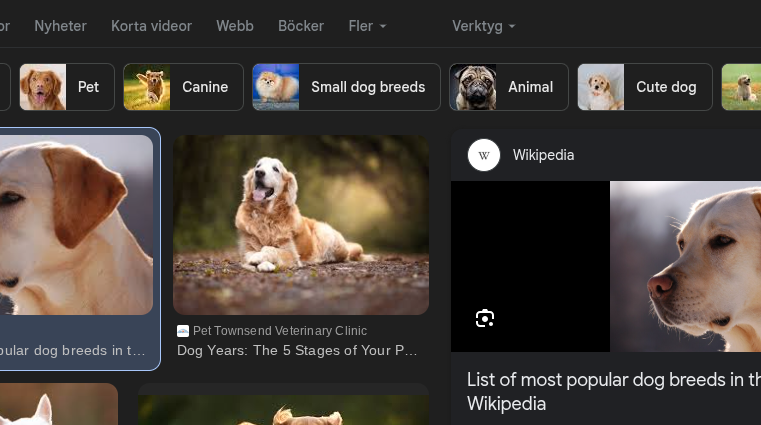 Nyheter Korta videor Webb Böcker Fler Verktyg
Pet Canine Small dog breeds Animal Cute dog
W Wikipedia
Pet Townsend Veterinary Clinic
pular dog breeds in t... Dog Years: The 5 Stages of Your P...
List of most popular dog breeds in th
Wikipedia